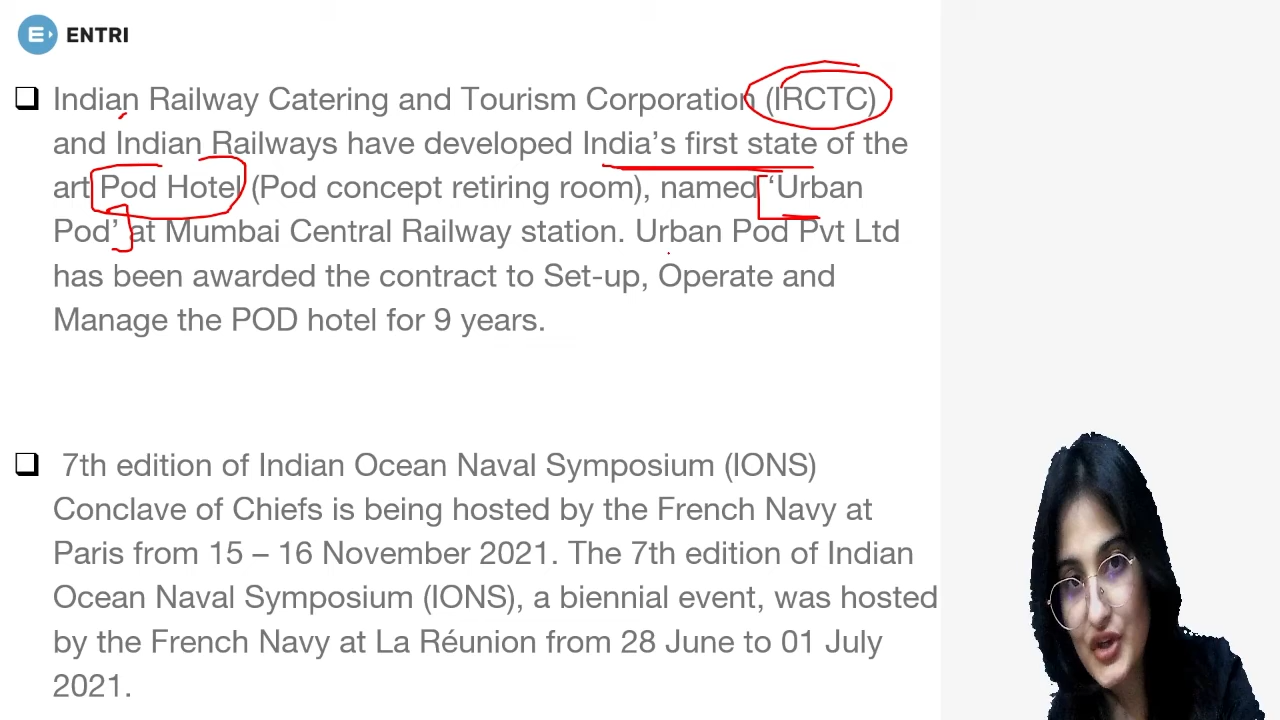 ENTRI
Indian Railway Catering and Tourism Corporation (IRCTC)
and Indian Railways have developed India’s first state of the
art Pod Hotel (Pod concept retiring room), named ‘Urban
Pod’ at Mumbai Central Railway station. Urban Pod Pvt Ltd
has been awarded the contract to Set-up, Operate and
Manage the POD hotel for 9 years.
7th edition of Indian Ocean Naval Symposium (IONS)
Conclave of Chiefs is being hosted by the French Navy at
Paris from 15 – 16 November 2021. The 7th edition of Indian
Ocean Naval Symposium (IONS), a biennial event, was hosted
by the French Navy at La Réunion from 28 June to 01 July
2021.